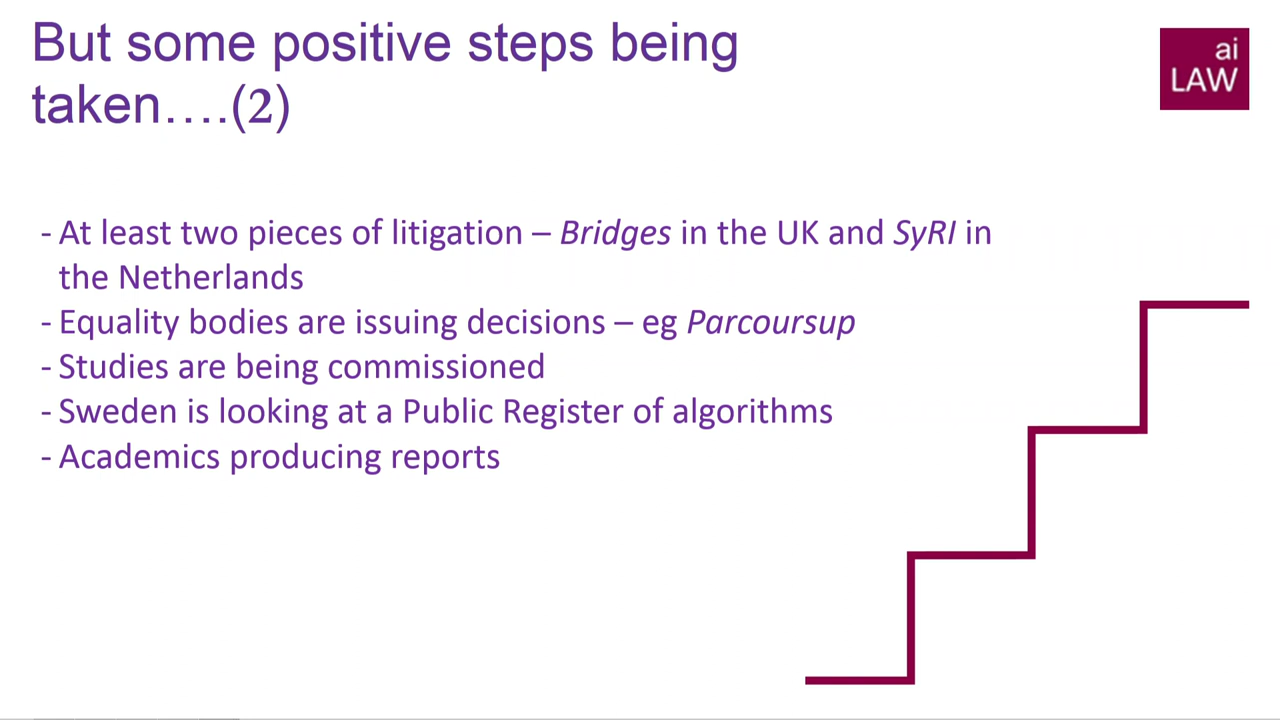 But some positive steps being
taken….(2)
ai
LAW
- At least two pieces of litigation – Bridges in the UK and SyRI in
the Netherlands
- Equality bodies are issuing decisions – eg Parcoursup
- Studies are being commissioned
- Sweden is looking at a Public Register of algorithms
- Academics producing reports